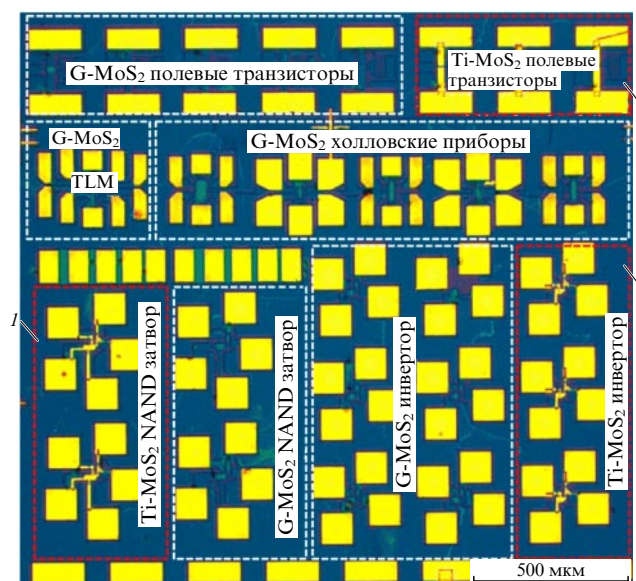 G-MoS₂ полевые транзисторы
Ti-MoS₂ полевые
транзисторы
G-MoS₂
TLM
G-MoS₂ холловские приборы
1
Ti-MoS₂ NAND затвор
G-MoS₂ NAND затвор
G-MoS₂ инвертор
Ti-MoS₂ инвертор
500 мкм